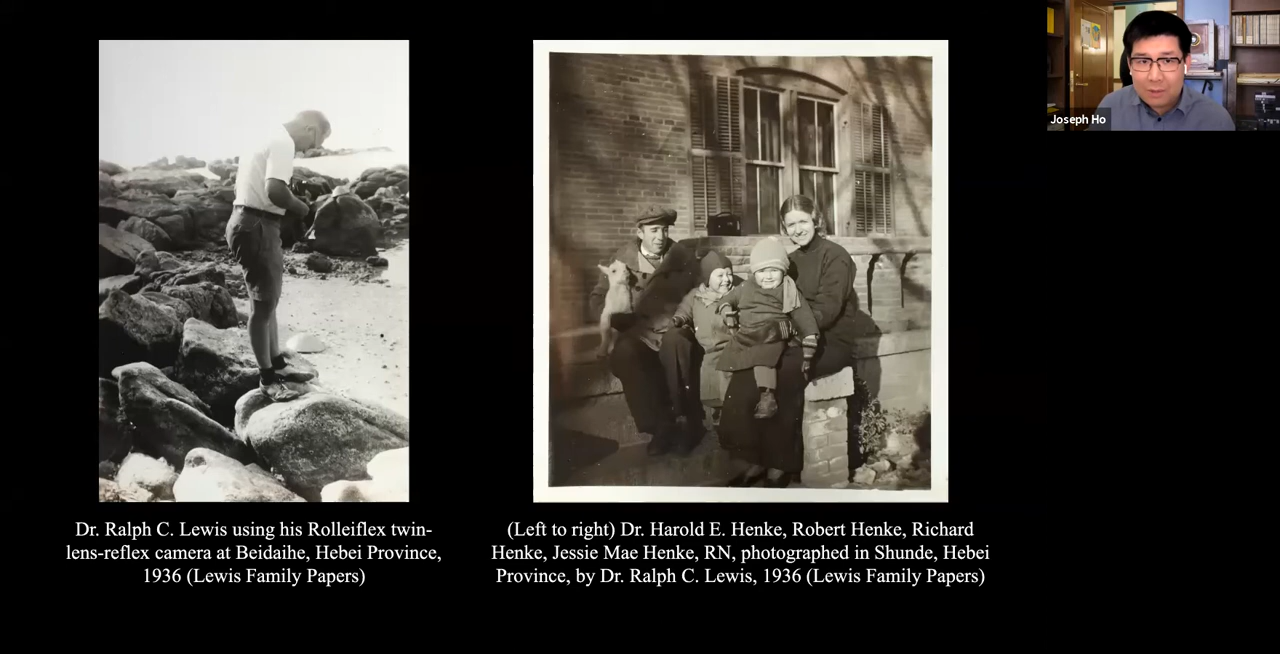 Joseph Ho
Dr. Ralph C. Lewis using his Rolleiflex twin-
lens-reflex camera at Beidaihe, Hebei Province,
1936 (Lewis Family Papers)
(Left to right) Dr. Harold E. Henke, Robert Henke, Richard
Henke, Jessie Mae Henke, RN, photographed in Shunde, Hebei
Province, by Dr. Ralph C. Lewis, 1936 (Lewis Family Papers)